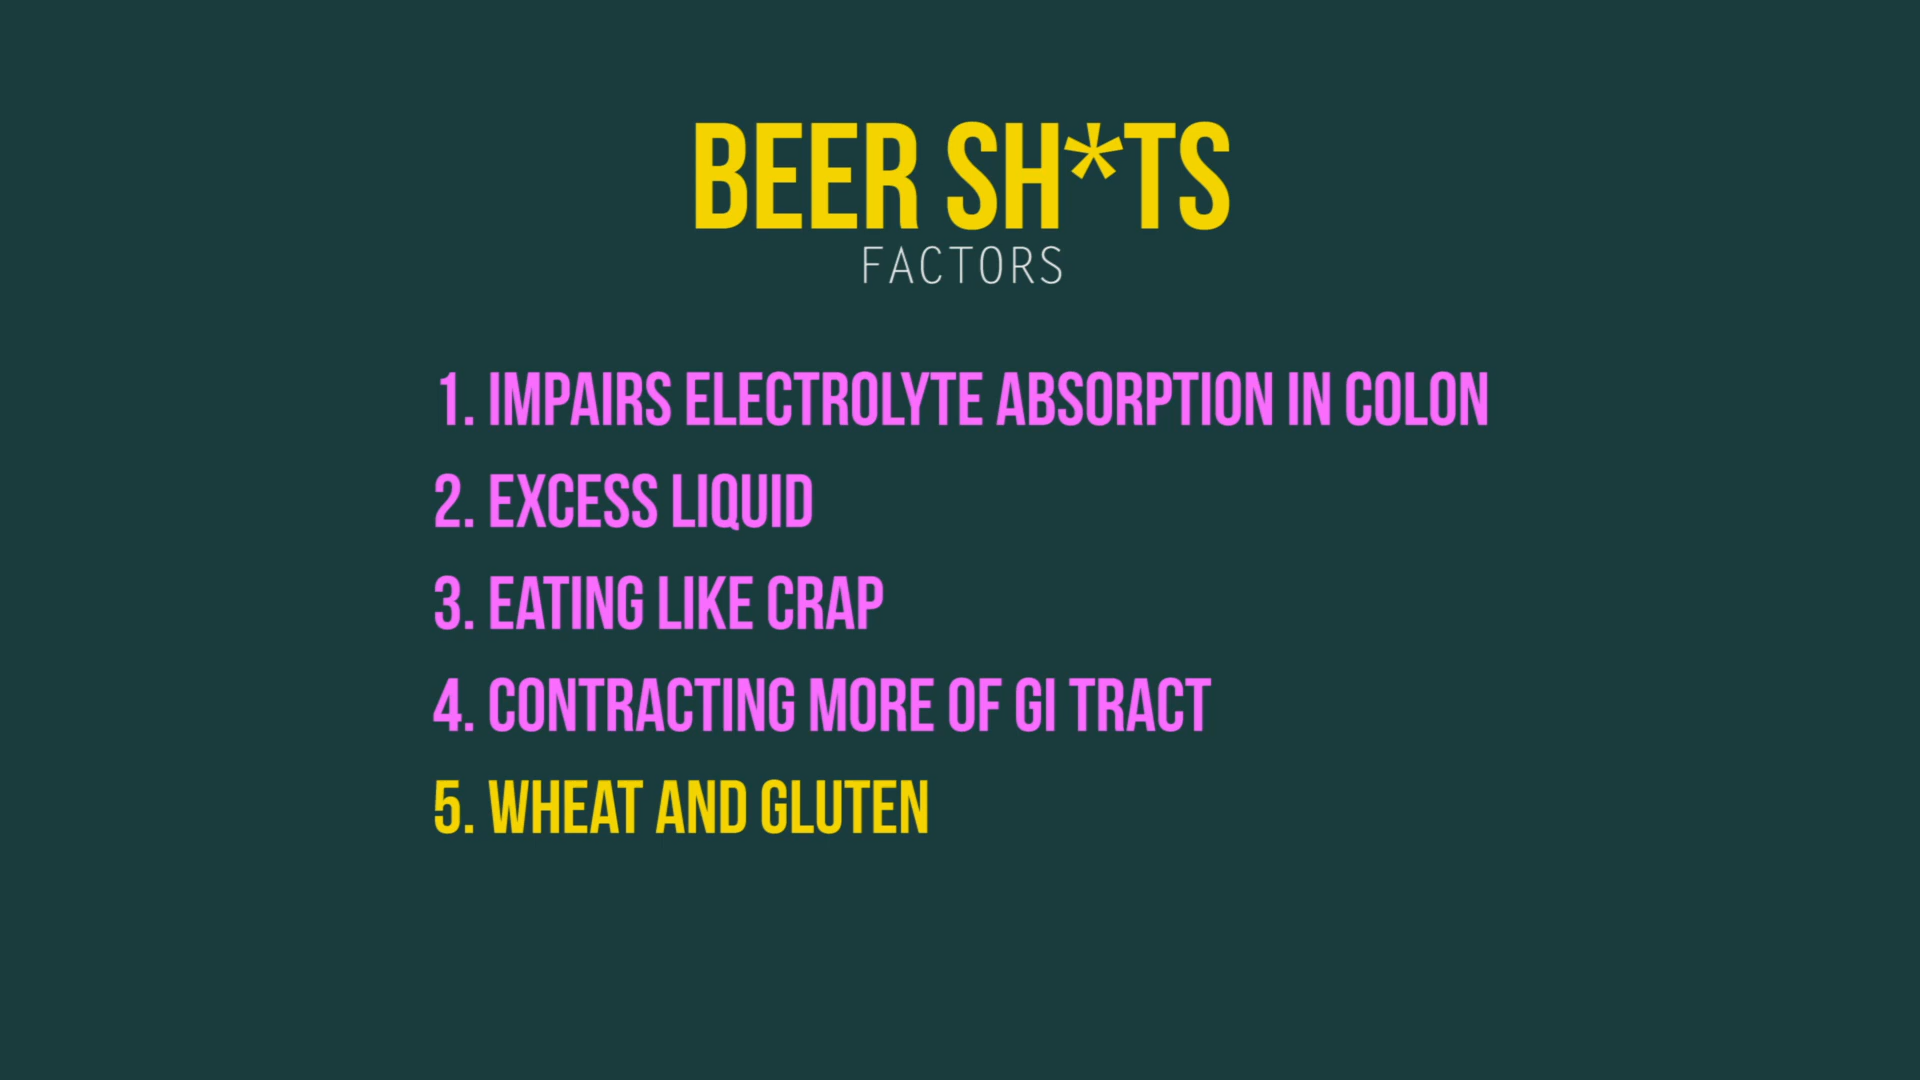 BEER SH*TS
FACTORS
1. IMPAIRS ELECTROLYTE ABSORPTION IN COLON
2. EXCESS LIQUID
3. EATING LIKE CRAP
4. CONTRACTING MORE OF GI TRACT
5. WHEAT AND GLUTEN